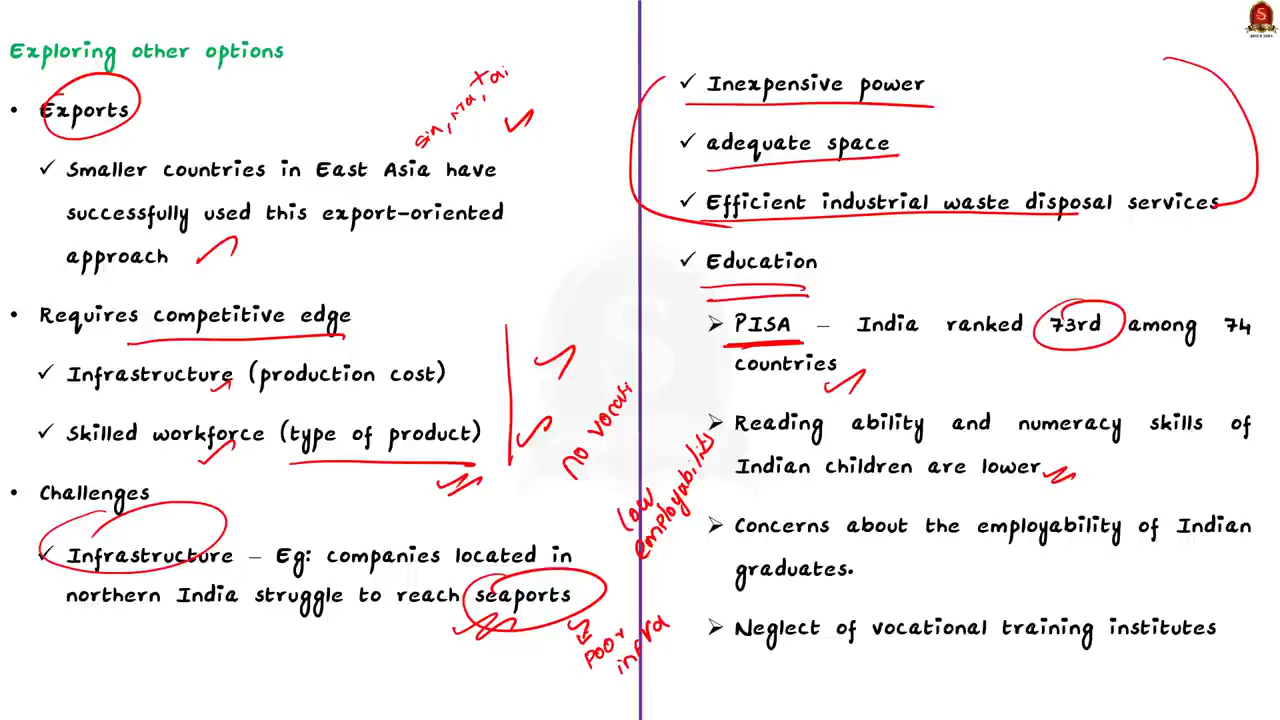 Exploring other options
• Exports
sin, ma, tai
✓ Smaller countries in East Asia have
successfully used this export-oriented
approach
• Requires competitive edge
✓ Infrastructure (production cost)
✓ Skilled workforce (type of product)
no vocati
• Challenges
✓ Infrastructure – Eg: companies located in
northern India struggle to reach seaports
poor
infra
✓ Inexpensive power
✓ adequate space
✓ Efficient industrial waste disposal services
✓ Education
➢ PISA – India ranked 73rd among 74
countries
➢ Reading ability and numeracy skills of
Indian children are lower
low
employability
➢ Concerns about the employability of Indian
graduates.
➢ Neglect of vocational training institutes